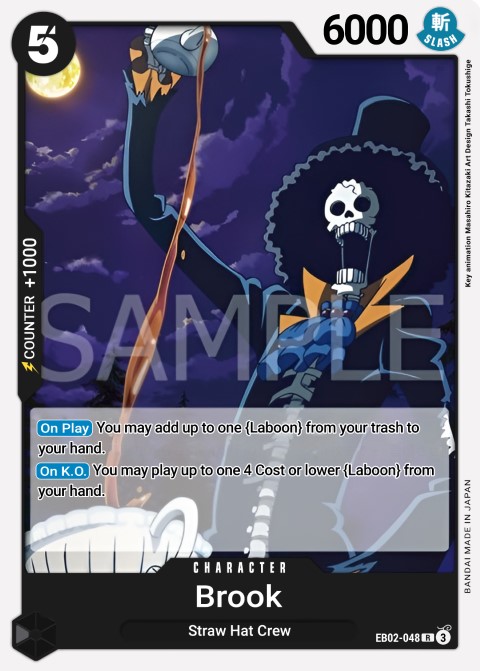 5
6000
斬
SLASH
Key animation Masahiro Kitazaki Art Design Takashi Tokushige
COUNTER +1000
SAMPLE
On Play You may add up to one {Laboon} from your trash to
your hand.
On K.O. You may play up to one 4 Cost or lower {Laboon} from
your hand.
BANDAI MADE IN JAPAN
CHARACTER
Brook
Straw Hat Crew
EB02-048 R 3